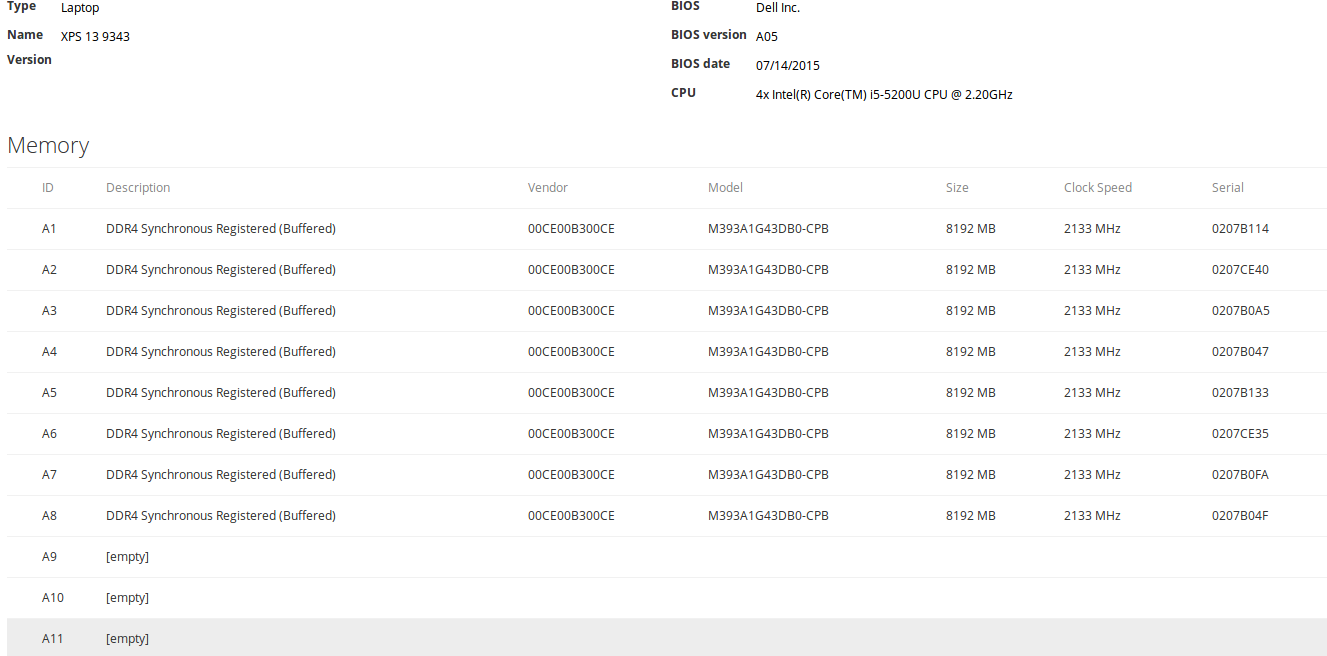 Type Laptop BIOS Dell Inc.
Name XPS 13 9343 BIOS version A05
Version BIOS date 07/14/2015
CPU 4x Intel(R) Core(TM) i5-5200U CPU @ 2.20GHz
Memory
ID Description Vendor Model Size Clock Speed Serial
A1 DDR4 Synchronous Registered (Buffered) 00CE00B300CE M393A1G43DB0-CPB 8192 MB 2133 MHz 0207B114
A2 DDR4 Synchronous Registered (Buffered) 00CE00B300CE M393A1G43DB0-CPB 8192 MB 2133 MHz 0207CE40
A3 DDR4 Synchronous Registered (Buffered) 00CE00B300CE M393A1G43DB0-CPB 8192 MB 2133 MHz 0207B0A5
A4 DDR4 Synchronous Registered (Buffered) 00CE00B300CE M393A1G43DB0-CPB 8192 MB 2133 MHz 0207B047
A5 DDR4 Synchronous Registered (Buffered) 00CE00B300CE M393A1G43DB0-CPB 8192 MB 2133 MHz 0207B133
A6 DDR4 Synchronous Registered (Buffered) 00CE00B300CE M393A1G43DB0-CPB 8192 MB 2133 MHz 0207CE35
A7 DDR4 Synchronous Registered (Buffered) 00CE00B300CE M393A1G43DB0-CPB 8192 MB 2133 MHz 0207B0FA
A8 DDR4 Synchronous Registered (Buffered) 00CE00B300CE M393A1G43DB0-CPB 8192 MB 2133 MHz 0207B04F
A9 [empty]
A10 [empty]
A11 [empty]